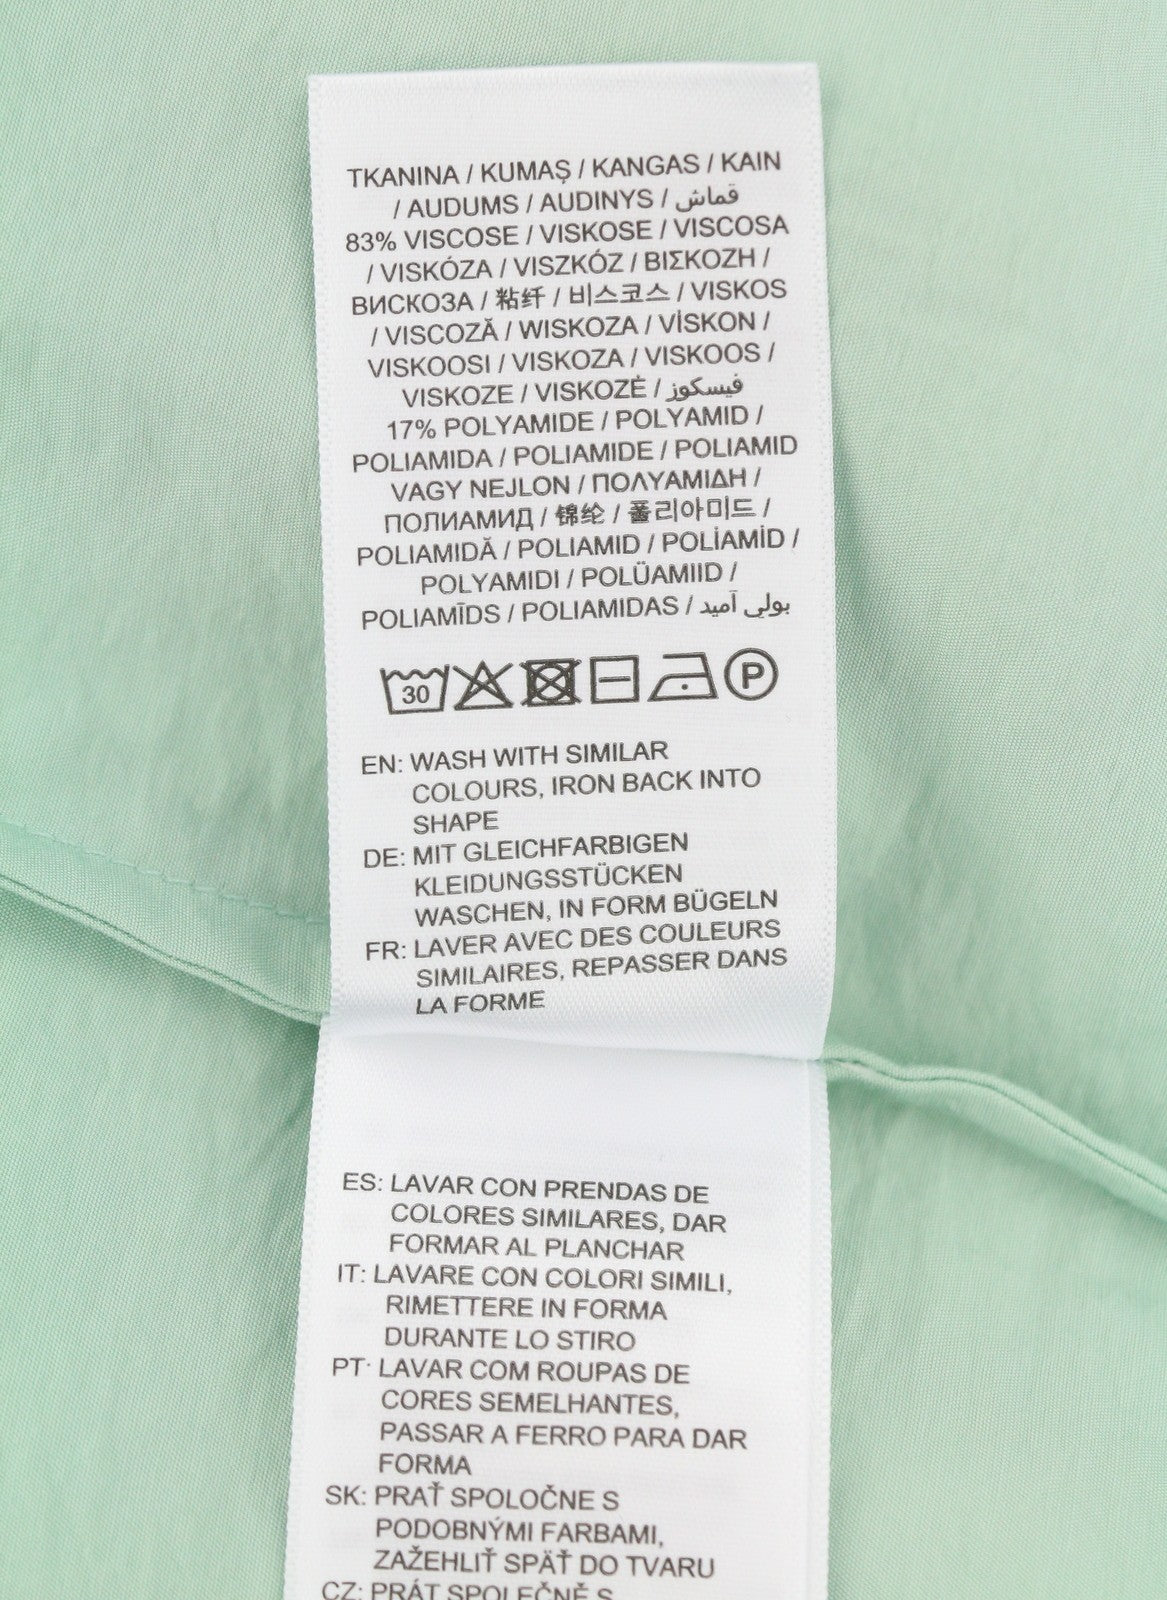 TKANINA / KUMAŞ / KANGAS / KAIN
/ AUDUMS / AUDINYS / قماش
83% VISCOSE / VISKOSE / VISCOSA
/ VISKÓZA / VISZKÓZ / ΒΙΣΚΟΖΗ /
ВИСКОЗА / 粘纤 / 비스코스 / VISKOS
/ VISCOZĂ / WISKOZA / VİSKON /
VISKOOSI / VISKOZA / VISKOOS /
VISKOZE / VISKOZĖ / فيسكوز
17% POLYAMIDE / POLYAMID /
POLIAMIDA / POLIAMIDE / POLIAMID
VAGY NEJLON / ΠΟΛΥΑΜΙΔΗ /
ПОЛИАМИД / 锦纶 / 폴리아미드 /
POLIAMIDĂ / POLIAMID / POLİAMİD /
POLYAMIDI / POLÜAMIID /
POLIAMĪDS / POLIAMIDAS / بولي آميد
30 P
EN: WASH WITH SIMILAR
COLOURS, IRON BACK INTO
SHAPE
DE: MIT GLEICHFARBIGEN
KLEIDUNGSSTÜCKEN
WASCHEN, IN FORM BÜGELN
FR: LAVER AVEC DES COULEURS
SIMILAIRES, REPASSER DANS
LA FORME
ES: LAVAR CON PRENDAS DE
COLORES SIMILARES, DAR
FORMAR AL PLANCHAR
IT: LAVARE CON COLORI SIMILI,
RIMETTERE IN FORMA
DURANTE LO STIRO
PT: LAVAR COM ROUPAS DE
CORES SEMELHANTES,
PASSAR A FERRO PARA DAR
FORMA
SK: PRAŤ SPOLOČNE S
PODOBNÝMI FARBAMI,
ZAŽEHLIŤ SPÄŤ DO TVARU
CZ: PRÁT SPOLEČNĚ S